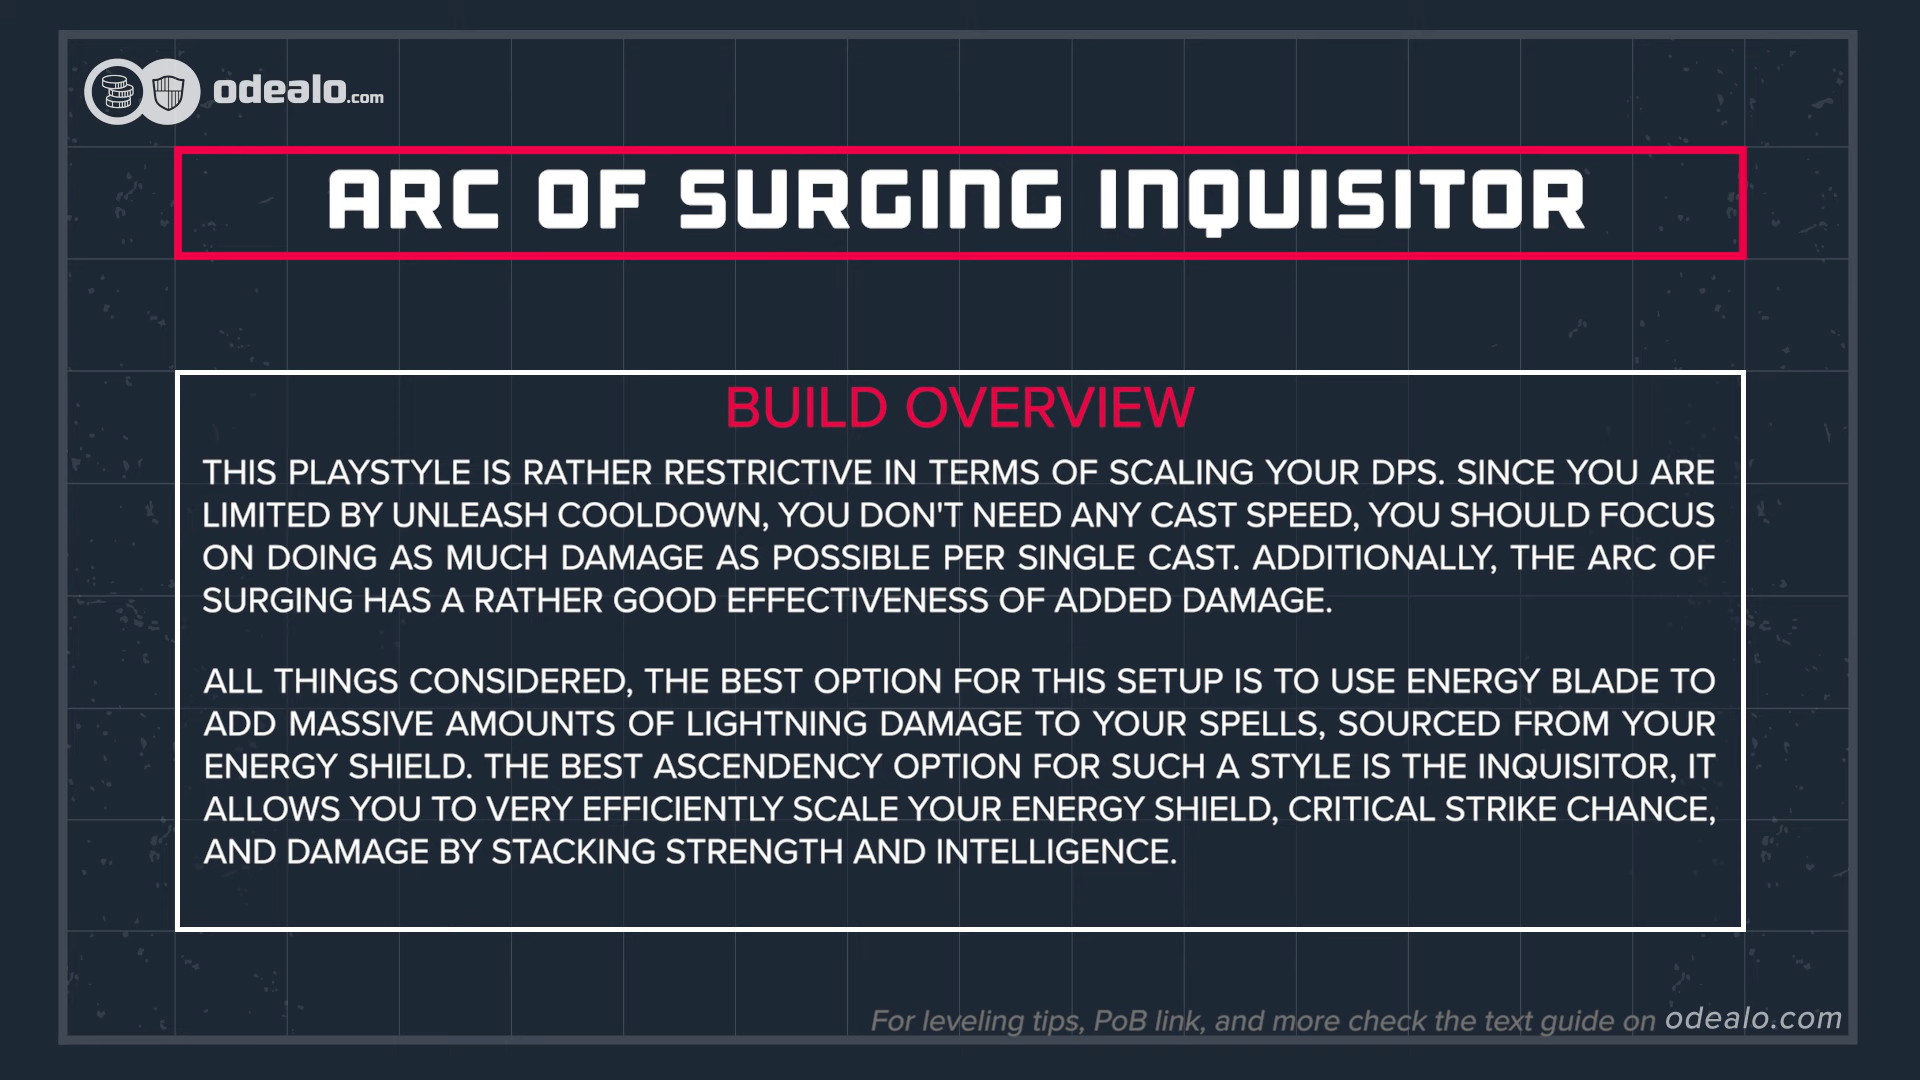 odealo.com
ARC OF SURGING INQUISITOR
BUILD OVERVIEW
THIS PLAYSTYLE IS RATHER RESTRICTIVE IN TERMS OF SCALING YOUR DPS. SINCE YOU ARE
LIMITED BY UNLEASH COOLDOWN, YOU DON'T NEED ANY CAST SPEED, YOU SHOULD FOCUS
ON DOING AS MUCH DAMAGE AS POSSIBLE PER SINGLE CAST. ADDITIONALLY, THE ARC OF
SURGING HAS A RATHER GOOD EFFECTIVENESS OF ADDED DAMAGE.
ALL THINGS CONSIDERED, THE BEST OPTION FOR THIS SETUP IS TO USE ENERGY BLADE TO
ADD MASSIVE AMOUNTS OF LIGHTNING DAMAGE TO YOUR SPELLS, SOURCED FROM YOUR
ENERGY SHIELD. THE BEST ASCENDENCY OPTION FOR SUCH A STYLE IS THE INQUISITOR, IT
ALLOWS YOU TO VERY EFFICIENTLY SCALE YOUR ENERGY SHIELD, CRITICAL STRIKE CHANCE,
AND DAMAGE BY STACKING STRENGTH AND INTELLIGENCE.
For leveling tips, PoB link, and more check the text guide on odealo.com